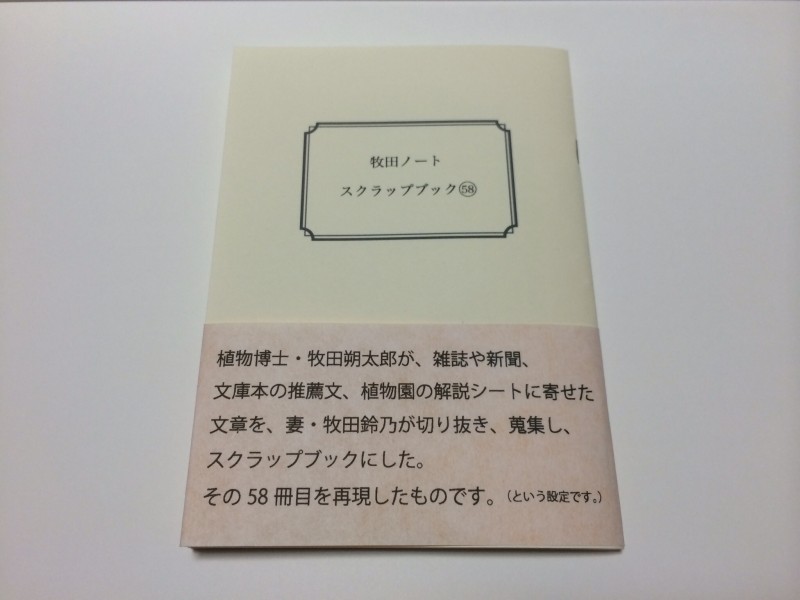 牧田ノート
スクラップブック㊽
植物博士・牧田朔太郎が、雑誌や新聞、
文庫本の推薦文、植物園の解説シートに寄せた
文章を、妻・牧田鈴乃が切り抜き、蒐集し、
スクラップブックにした。
その58冊目を再現したものです。(という設定です。)